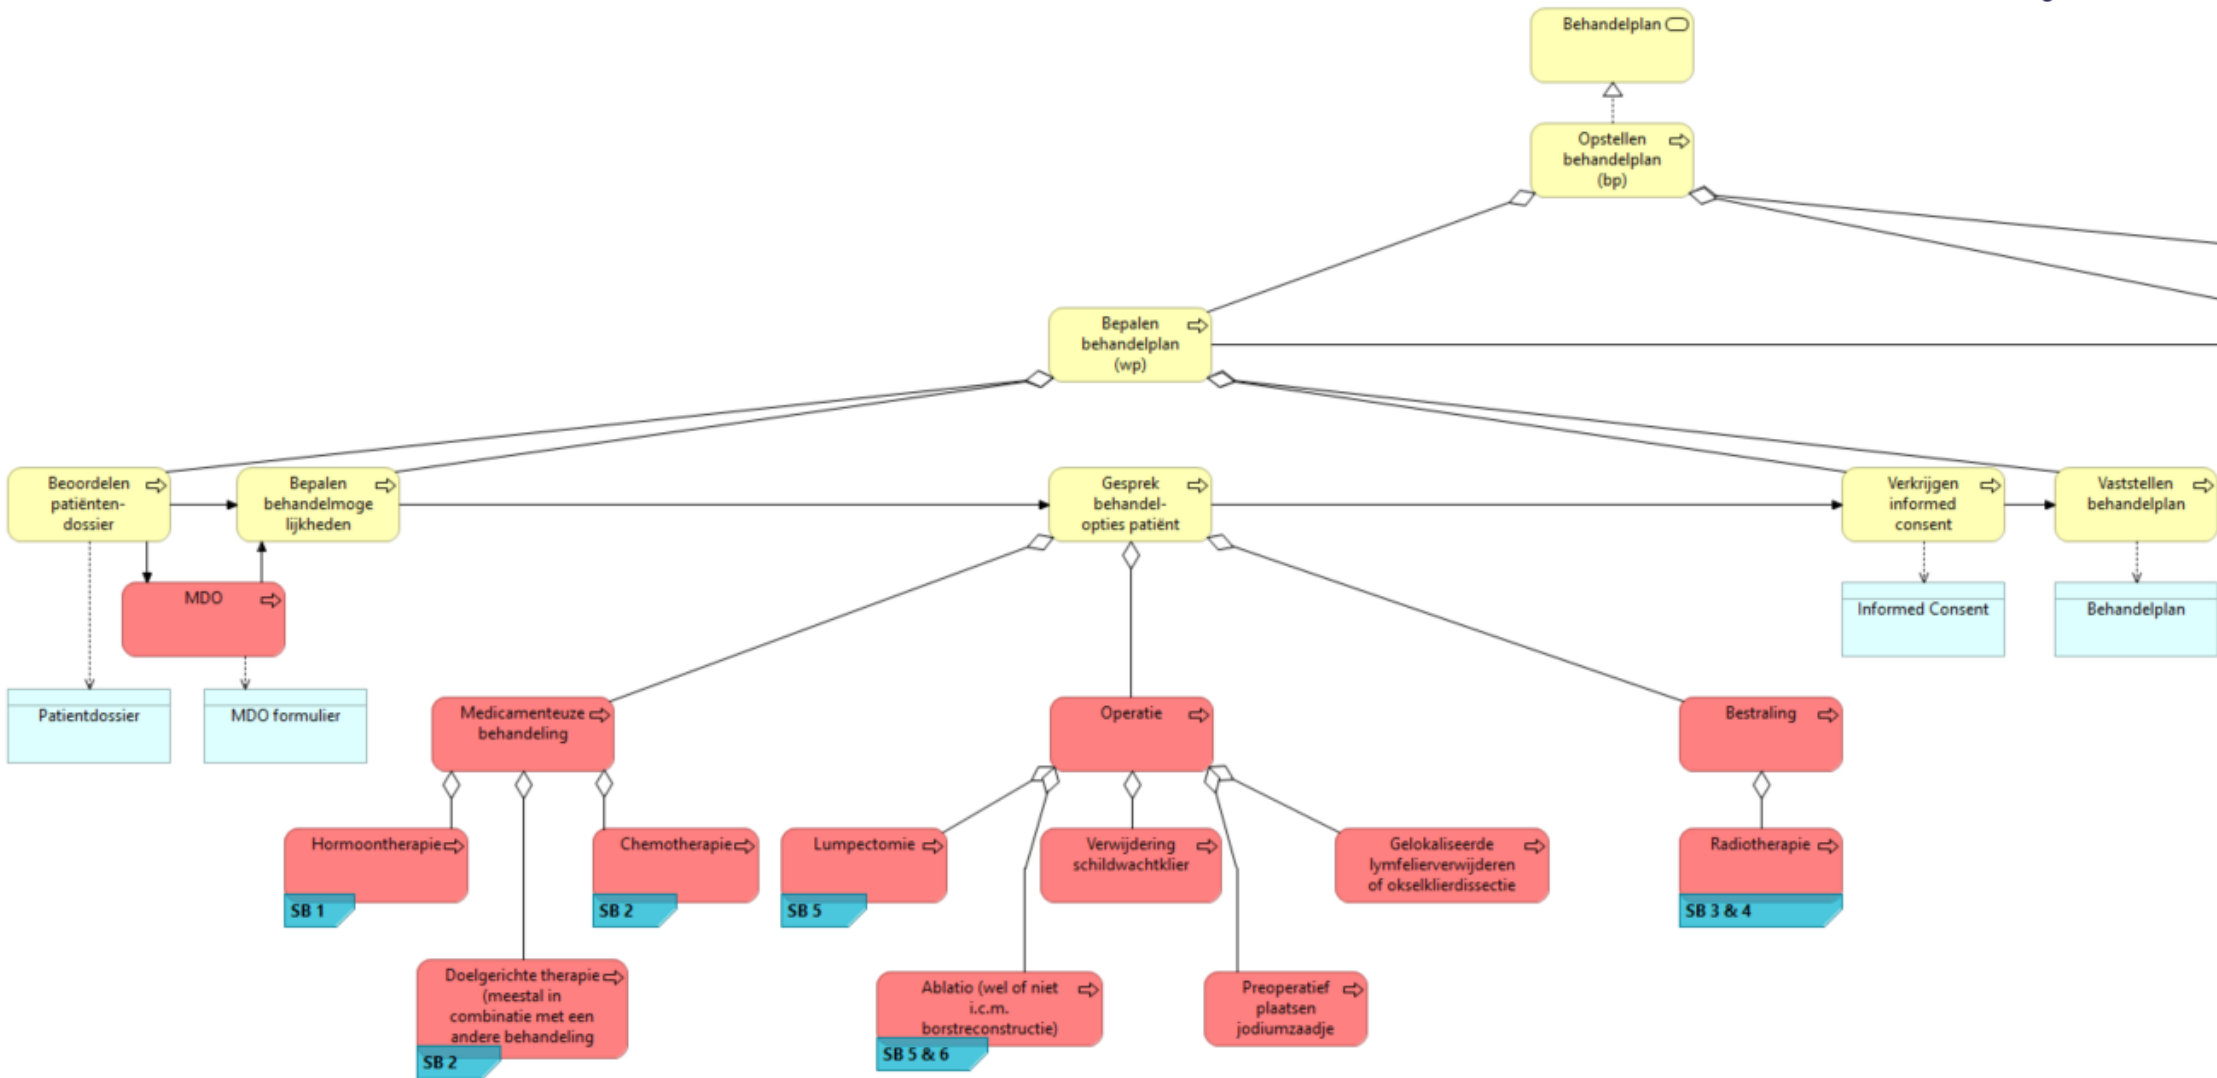 Behandelplan
Opstellen
behandelplan
(bp)
Bepalen
behandelplan
(wp)
Beoordelen
patiënten-
dossier
Bepalen
behandelmoge
lijkheden
Gesprek
behandel-
opties patiënt
Verkrijgen
informed
consent
Vaststellen
behandelplan
MDO
Informed Consent
Behandelplan
Patientdossier
MDO formulier
Medicamenteuze
behandeling
Operatie
Bestraling
Hormoontherapie
SB 1
Chemotherapie
SB 2
Lumpectomie
SB 5
Verwijdering
schildwachtklier
Gelokaliseerde
lymfelierverwijderen
of okselklierdissectie
Radiotherapie
SB 3 & 4
Doelgerichte therapie
(meestal in
combinatie met een
andere behandeling
SB 2
Ablatio (wel of niet
i.c.m.
borstreconstructie)
SB 5 & 6
Preoperatief
plaatsen
jodiumzaadje